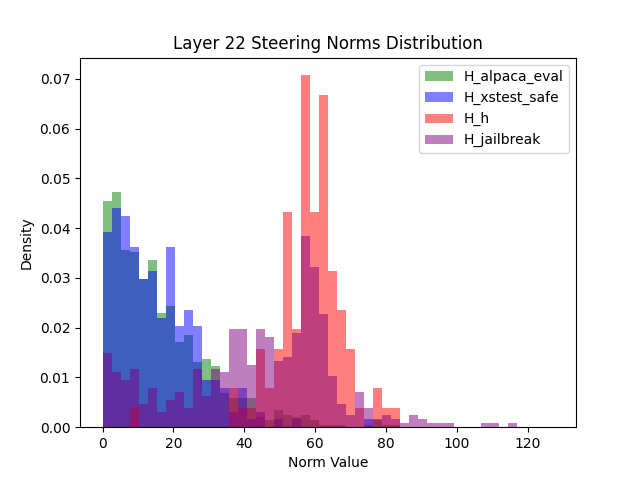 Layer 22 Steering Norms Distribution
H_alpaca_eval
H_xstest_safe
H_h
H_jailbreak
0.07
0.06
0.05
0.04
0.03
0.02
0.01
0.00
Density
0 20 40 60 80 100 120
Norm Value